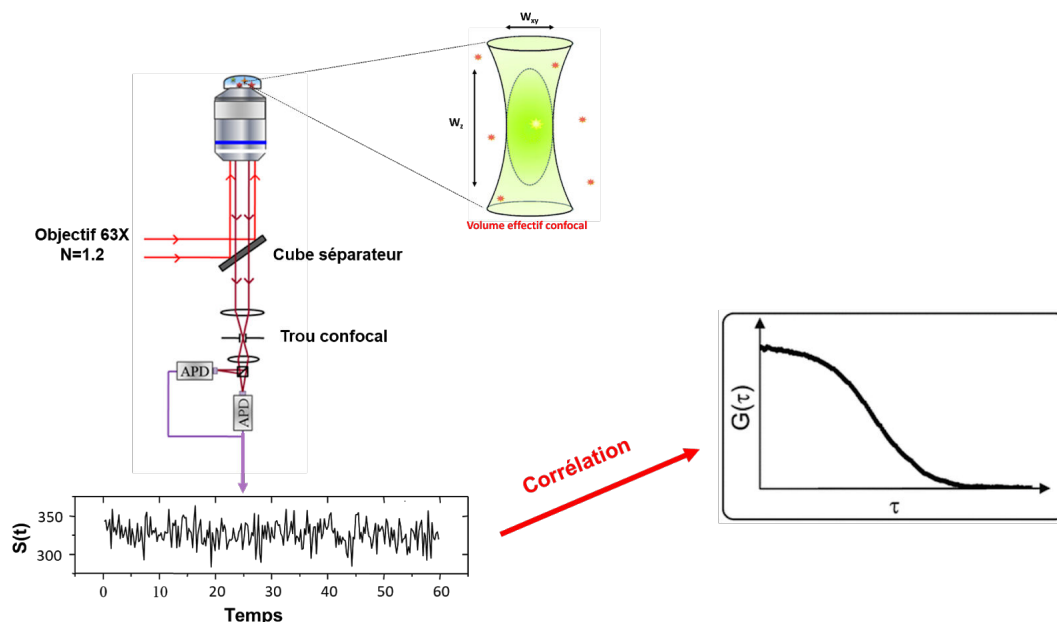 Wxy
Wz
Volume effectif confocal
Objectif 63X
N=1.2
Cube séparateur
Trou confocal
APD
APD
Corrélation
G(τ)
τ
S(t)
350
300
0 10 20 30 40 50 60
Temps